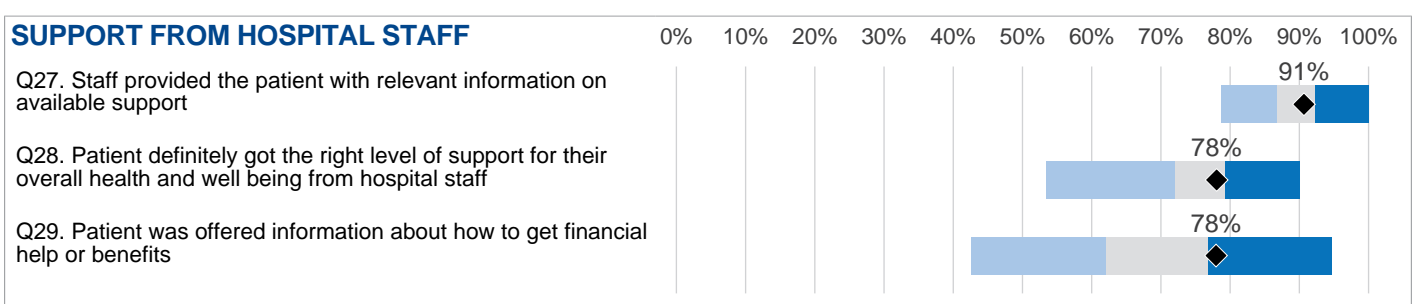 SUPPORT FROM HOSPITAL STAFF 0% 10% 20% 30% 40% 50% 60% 70% 80% 90% 100%
Q27. Staff provided the patient with relevant information on
available support
91%
Q28. Patient definitely got the right level of support for their
overall health and well being from hospital staff
78%
Q29. Patient was offered information about how to get financial
help or benefits
78%